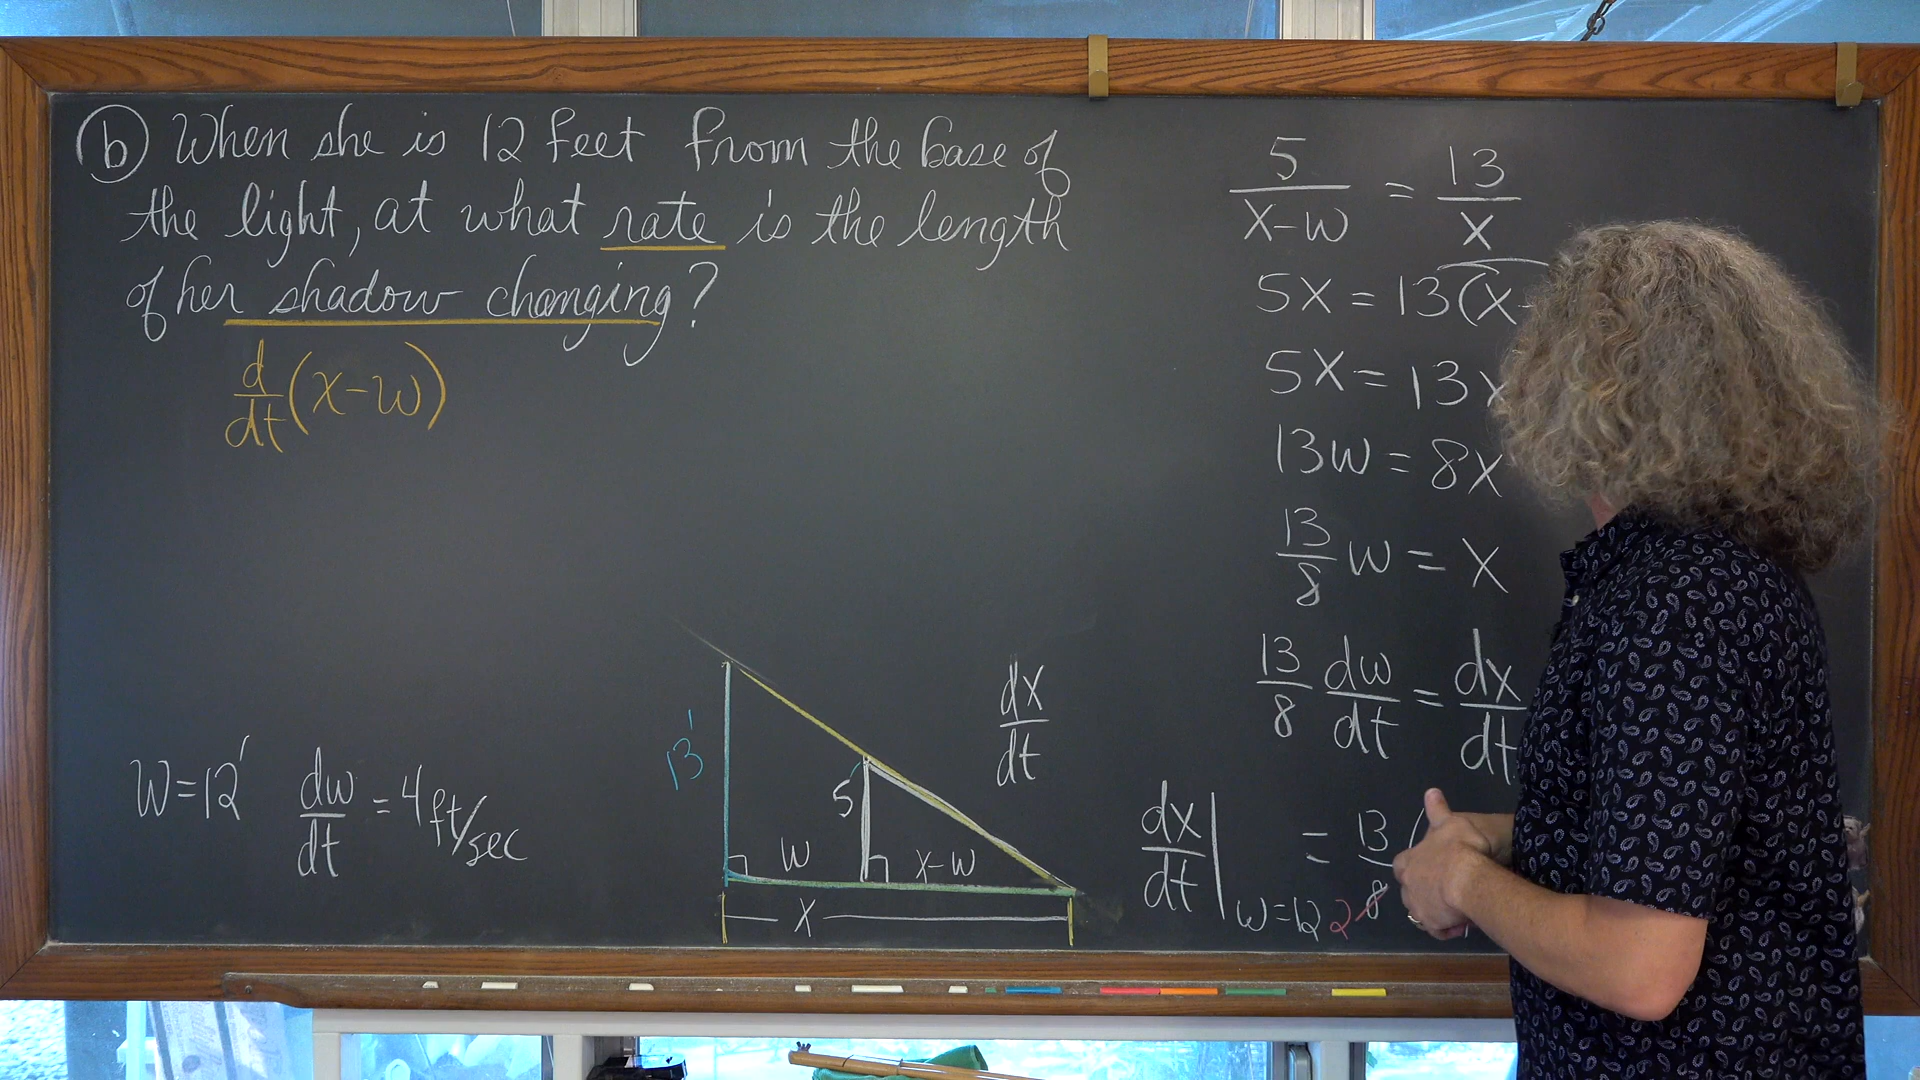 ⓑ When she is 12 feet from the base of
the light, at what rate is the length
of her shadow changing?
d/dt (x-w)
W=12' dw/dt = 4 ft/sec
13'
5'
w
x-w
x
dx/dt
5/(x-w) = 13/x
5x = 13(x-
5x = 13x
13w = 8x
13/8 w = x
13/8 dw/dt = dx/dt
dx/dt| w=12 = 13/8 (
2